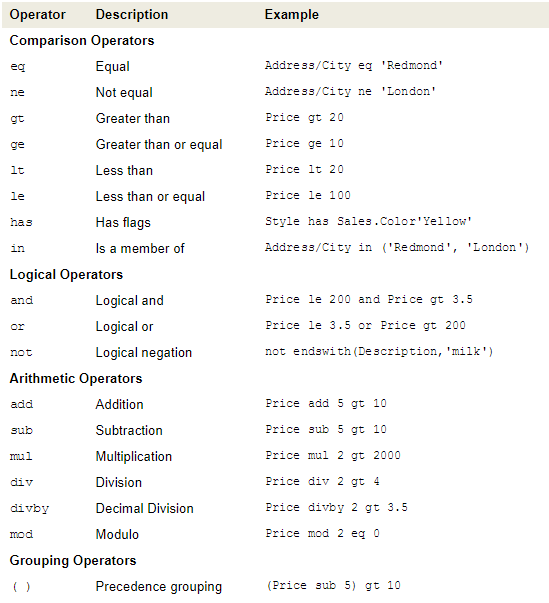 Operator Description Example
Comparison Operators
eq Equal Address/City eq 'Redmond'
ne Not equal Address/City ne 'London'
gt Greater than Price gt 20
ge Greater than or equal Price ge 10
lt Less than Price lt 20
le Less than or equal Price le 100
has Has flags Style has Sales.Color'Yellow'
in Is a member of Address/City in ('Redmond', 'London')
Logical Operators
and Logical and Price le 200 and Price gt 3.5
or Logical or Price le 3.5 or Price gt 200
not Logical negation not endswith(Description,'milk')
Arithmetic Operators
add Addition Price add 5 gt 10
sub Subtraction Price sub 5 gt 10
mul Multiplication Price mul 2 gt 2000
div Division Price div 2 gt 4
divby Decimal Division Price divby 2 gt 3.5
mod Modulo Price mod 2 eq 0
Grouping Operators
( ) Precedence grouping (Price sub 5) gt 10